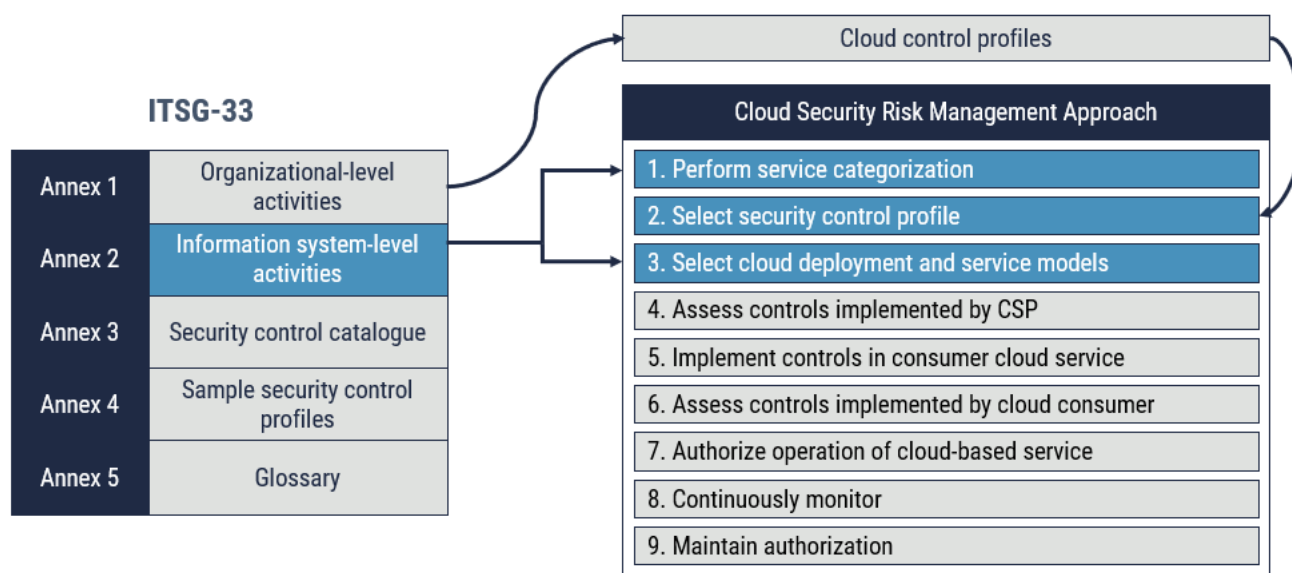 Cloud control profiles
ITSG-33
Annex 1
Organizational-level
activities
Annex 2
Information system-level
activities
Annex 3
Security control catalogue
Annex 4
Sample security control
profiles
Annex 5
Glossary
Cloud Security Risk Management Approach
1. Perform service categorization
2. Select security control profile
3. Select cloud deployment and service models
4. Assess controls implemented by CSP
5. Implement controls in consumer cloud service
6. Assess controls implemented by cloud consumer
7. Authorize operation of cloud-based service
8. Continuously monitor
9. Maintain authorization